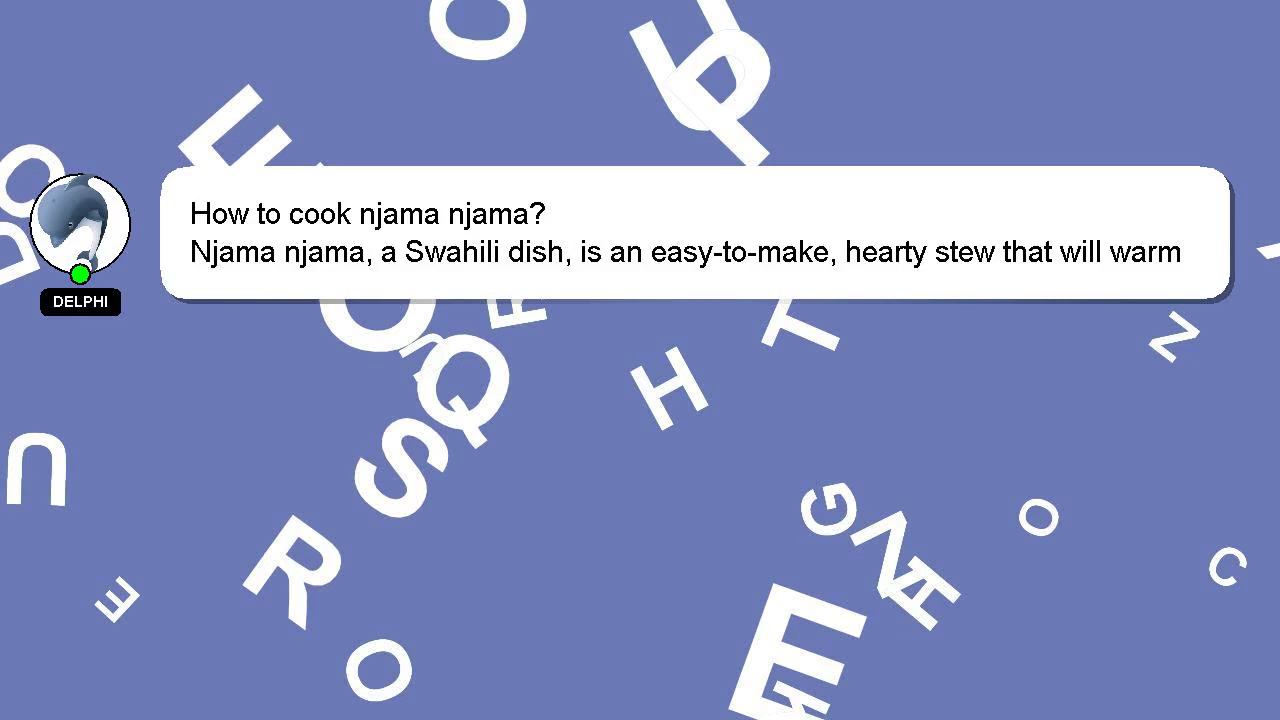 How to cook njama njama?
Njama njama, a Swahili dish, is an easy-to-make, hearty stew that will warm
DELPHI